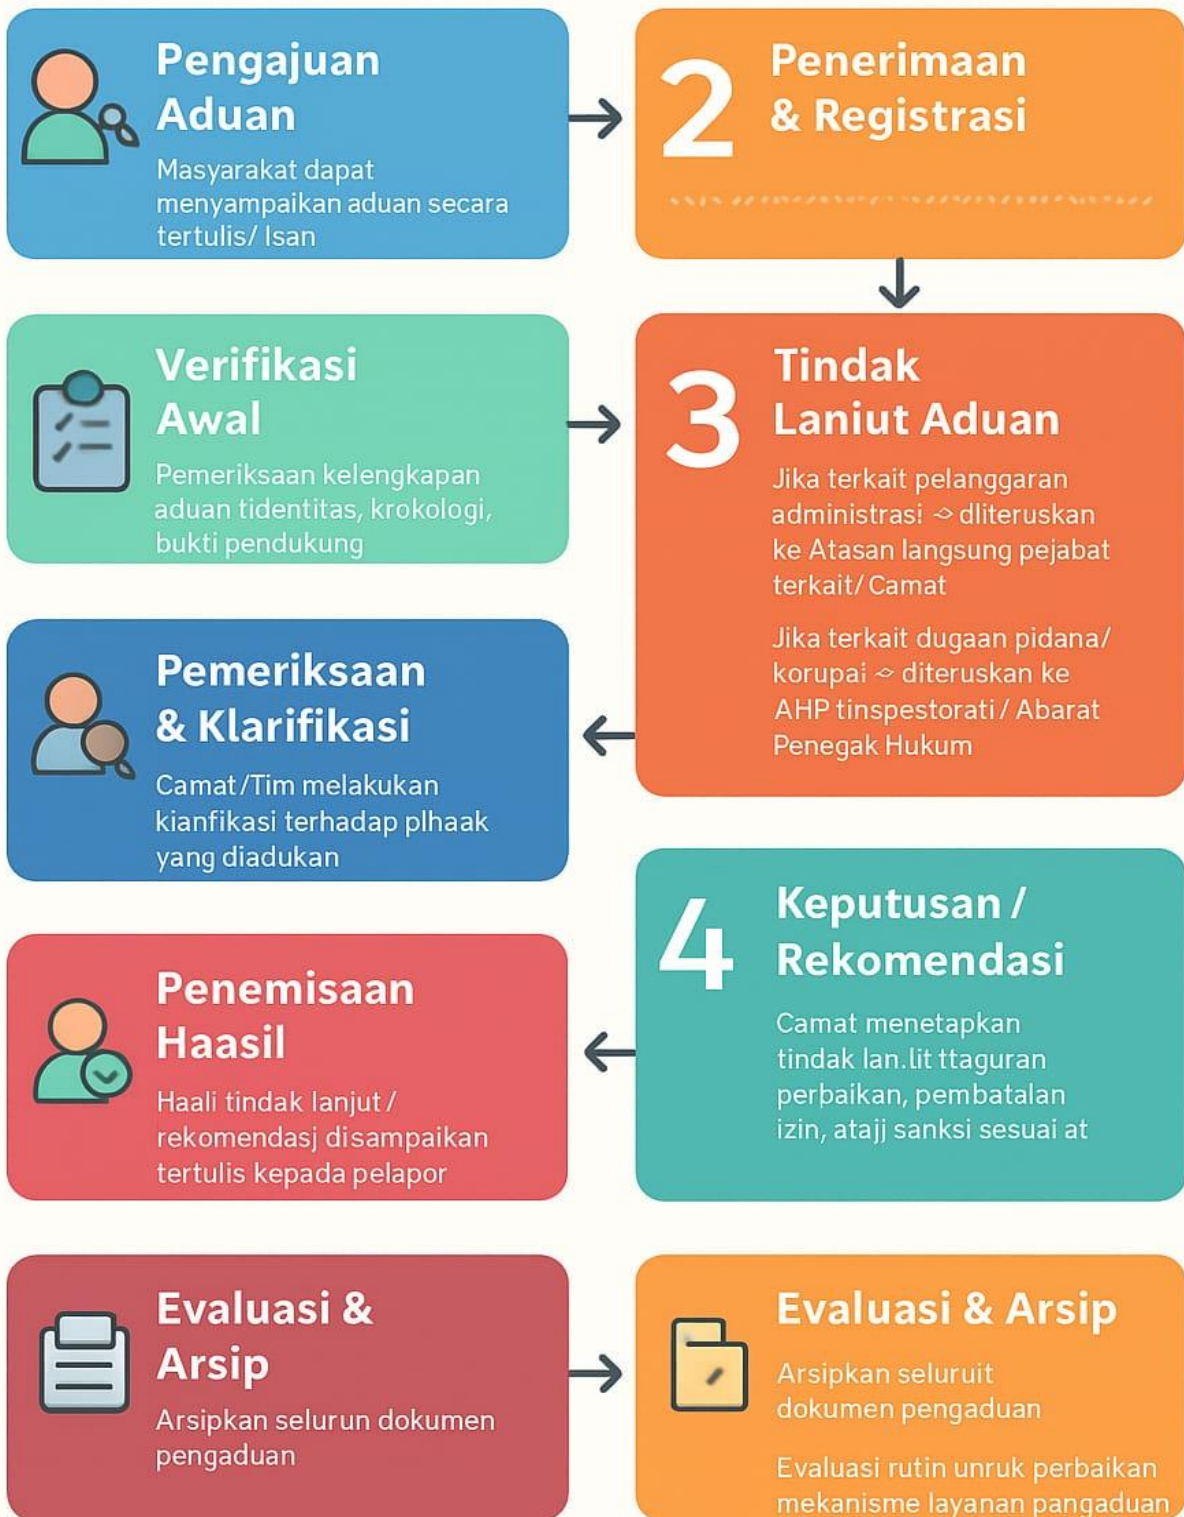 Pengajuan
Aduan
Masyarakat dapat
menyampaikan aduan secara
tertulis/ Isan
2
Penerimaan
& Registrasi
Verifikasi
Awal
Pemeriksaan kelengkapan
aduan tidentitas, krokologi,
bukti pendukung
3
Tindak
Laniut Aduan
Jika terkait pelanggaran
administrasi dliteruskan
ke Atasan langsung pejabat
terkait/ Camat
Jika terkait dugaan pidana/
korupai diteruskan ke
AHP tinspestorati / Abarat
Penegak Hukum
Pemeriksaan
& Klarifikasi
Camat/Tim melakukan
kianfikasi terhadap plhaak
yang diadukan
4
Keputusan /
Rekomendasi
Camat menetapkan
tindak lan.lit ttaguran
perbaikan, pembatalan
izin, atajj sanksi sesuai at
Penemisaan
Haasil
Haali tindak lanjut /
rekomendasj disampaikan
tertulis kepada pelapor
Evaluasi &
Arsip
Arsipkan selurun dokumen
pengaduan
Evaluasi & Arsip
Arsipkan seluruit
dokumen pengaduan
Evaluasi rutin unruk perbaikan
mekanisme layanan pangaduan